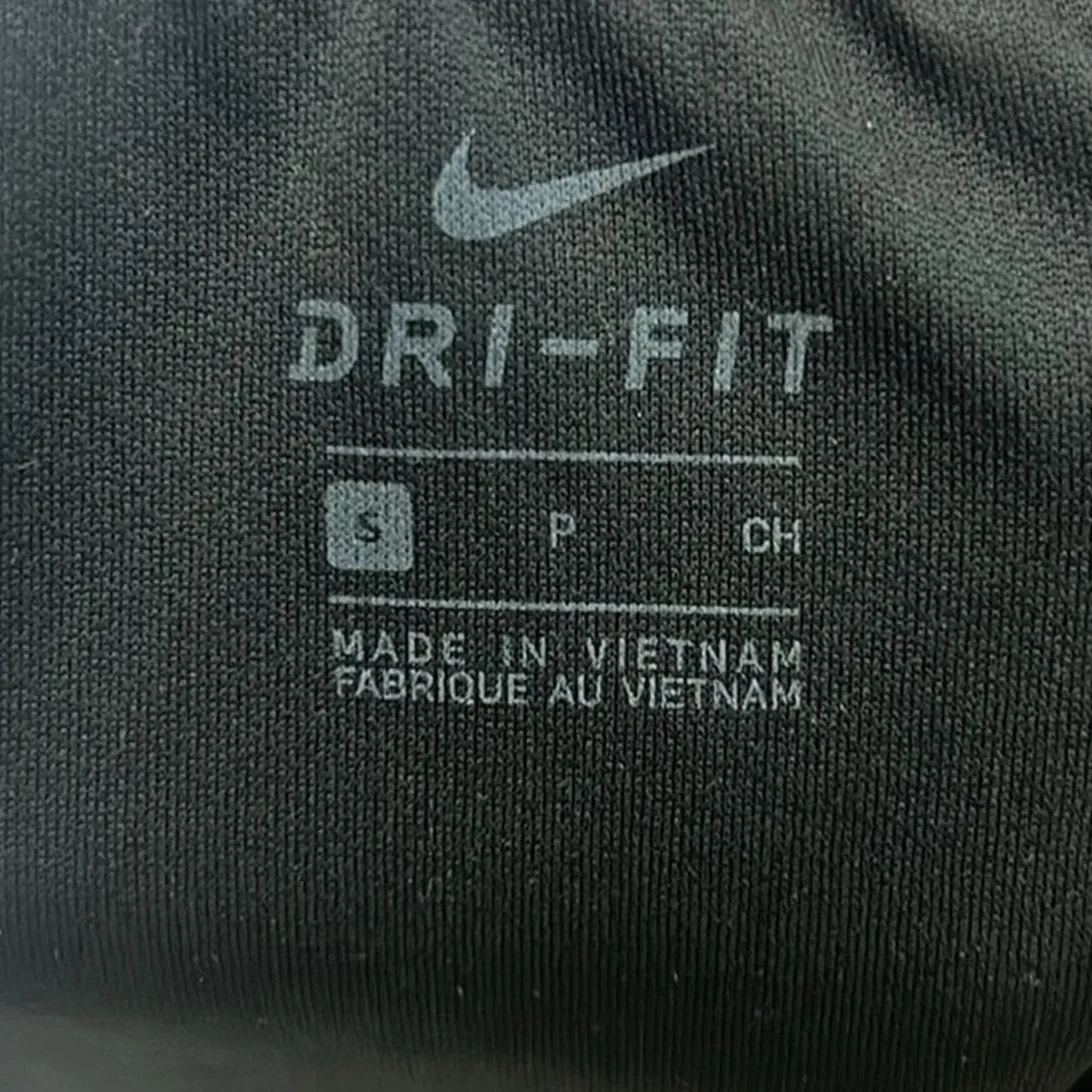 DRI-FIT
S P CH
MADE IN VIETNAM
FABRIQUE AU VIETNAM